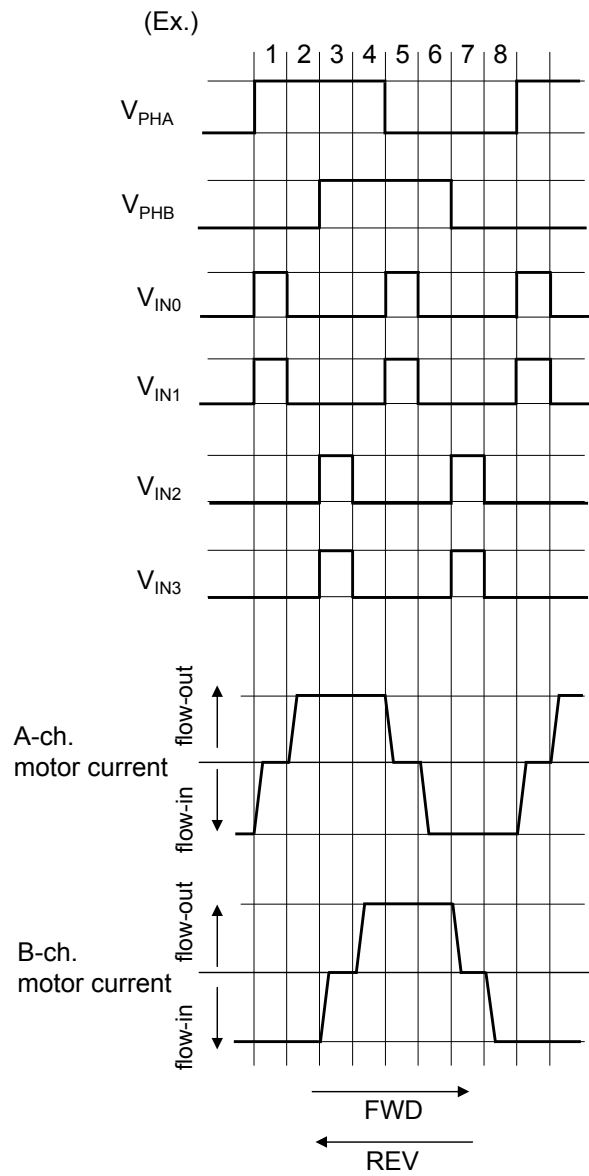 (Ex.)
1 2 3 4 5 6 7 8
VPHA
VPHB
VIN0
VIN1
VIN2
VIN3
flow-out
A-ch.
motor current
flow-in
flow-out
B-ch.
motor current
flow-in
FWD
REV